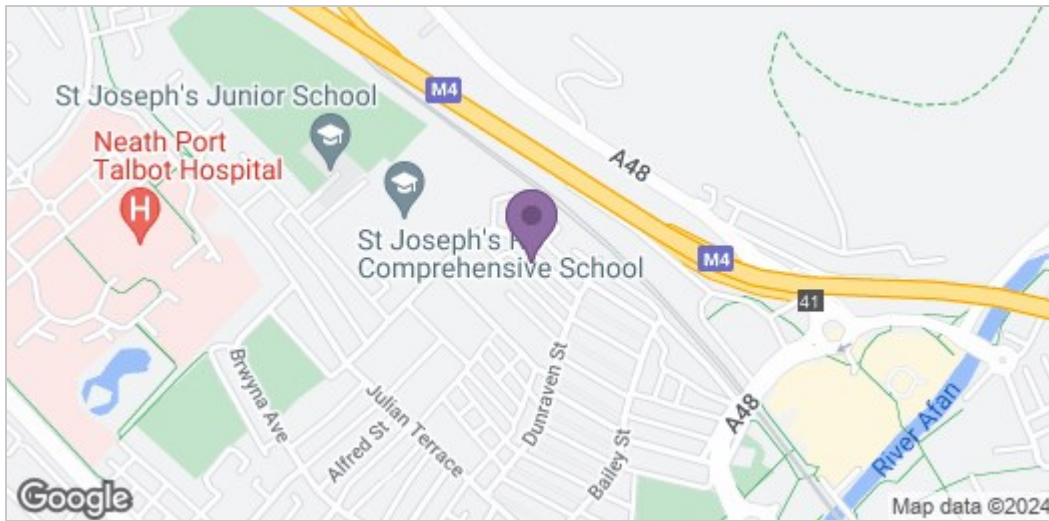 M4
St Joseph's Junior School
A48
Neath Port
Talbot Hospital
H
St Joseph's R
Comprehensive School
M4
41
Brwyna Ave
Julian Terrace
Alfred St
Dunraven St
Bailey St
A48
River Afan
Google
Map data ©2024